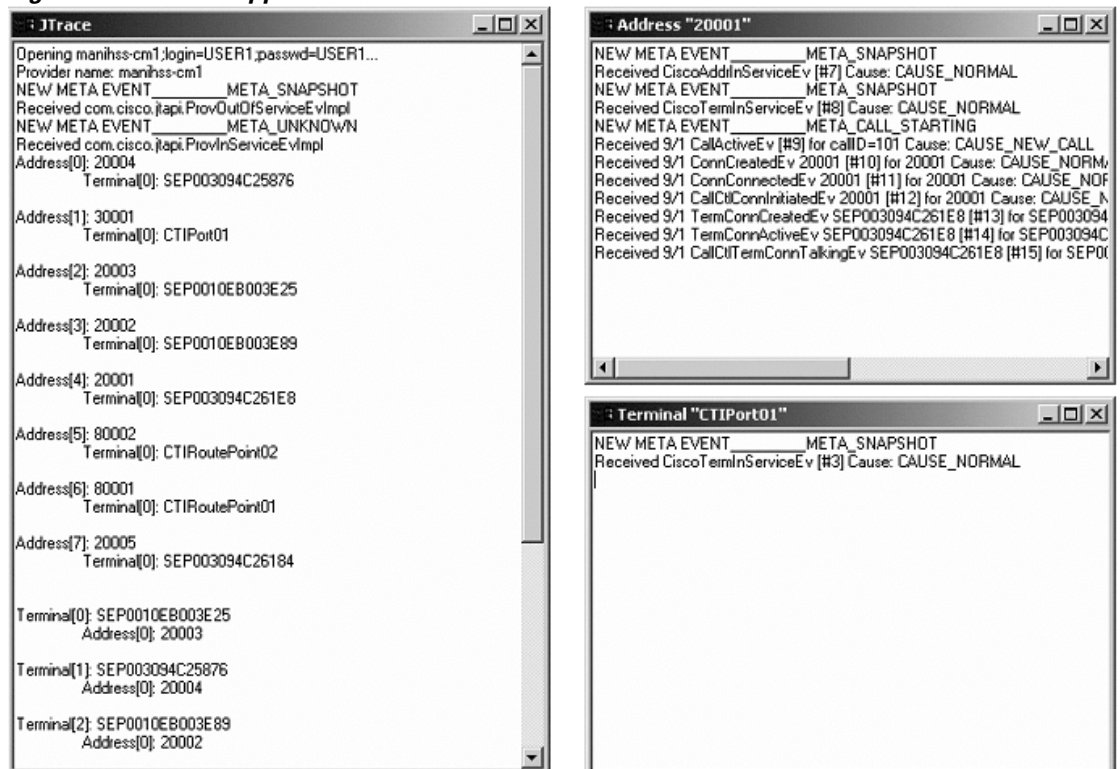 JTrace
Opening manihss-cm1;login=USER1;passwd=USER1...
Provider name: manihss-cm1
NEW META EVENT_________META_SNAPSHOT
Received com.cisco.jtapi.ProvOutOfServiceEvImpl
NEW META EVENT_________META_UNKNOWN
Received com.cisco.jtapi.ProvInServiceEvImpl
Address[0]: 20004
Terminal[0]: SEP003094C25876
Address[1]: 30001
Terminal[0]: CTIPort01
Address[2]: 20003
Terminal[0]: SEP0010EB003E25
Address[3]: 20002
Terminal[0]: SEP0010EB003E89
Address[4]: 20001
Terminal[0]: SEP003094C261E8
Address[5]: 80002
Terminal[0]: CTIRoutePoint02
Address[6]: 80001
Terminal[0]: CTIRoutePoint01
Address[7]: 20005
Terminal[0]: SEP003094C26184
Terminal[0]: SEP0010EB003E25
Address[0]: 20003
Terminal[1]: SEP003094C25876
Address[0]: 20004
Terminal[2]: SEP0010EB003E89
Address[0]: 20002
Address "20001"
NEW META EVENT_________META_SNAPSHOT
Received CiscoAddrInServiceEv [#7] Cause: CAUSE_NORMAL
NEW META EVENT_________META_SNAPSHOT
Received CiscoTermInServiceEv [#8] Cause: CAUSE_NORMAL
NEW META EVENT_________META_CALL_STARTING
Received 9/1 CallActiveEv [#9] for callID=101 Cause: CAUSE_NEW_CALL
Received 9/1 ConnCreatedEv 20001 [#10] for 20001 Cause: CAUSE_NORM
Received 9/1 ConnConnectedEv 20001 [#11] for 20001 Cause: CAUSE_NOR
Received 9/1 CallCtlConnInitiatedEv 20001 [#12] for 20001 Cause: CAUSE_N
Received 9/1 TermConnCreatedEv SEP003094C261E8 [#13] for SEP003094
Received 9/1 TermConnActiveEv SEP003094C261E8 [#14] for SEP003094C
Received 9/1 CallCtlTermConnTalkingEv SEP003094C261E8 [#15] for SEP00
Terminal "CTIPort01"
NEW META EVENT_________META_SNAPSHOT
Received CiscoTermInServiceEv [#3] Cause: CAUSE_NORMAL